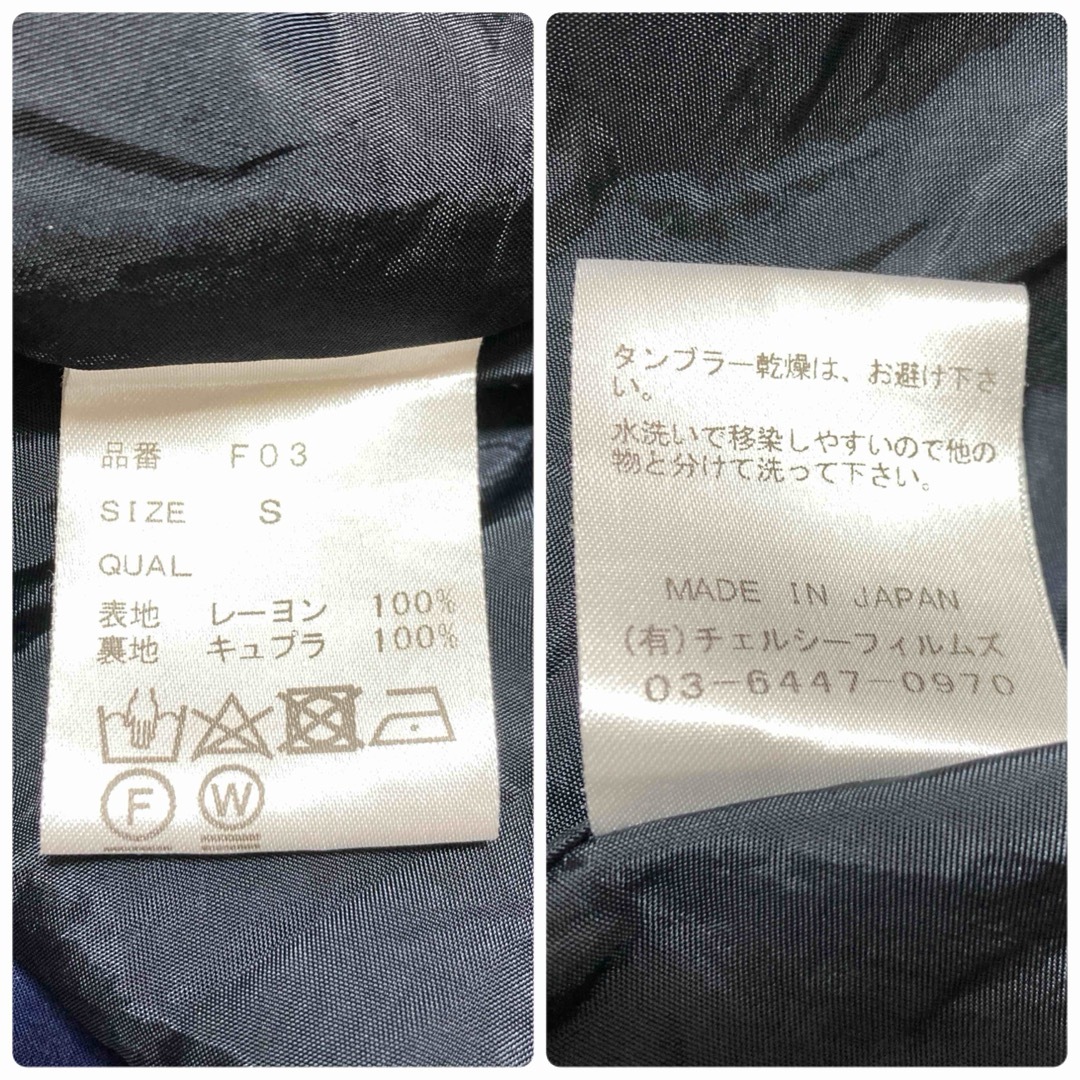 品番 F03
SIZE S
QUAL
表地 レーヨン 100%
裏地 キュプラ 100%
F W
タンブラー乾燥は、お避け下さ
い。
水洗いで移染しやすいので他の
物と分けて洗って下さい。
MADE IN JAPAN
(有)チェルシーフィルムズ
03-6447-0970